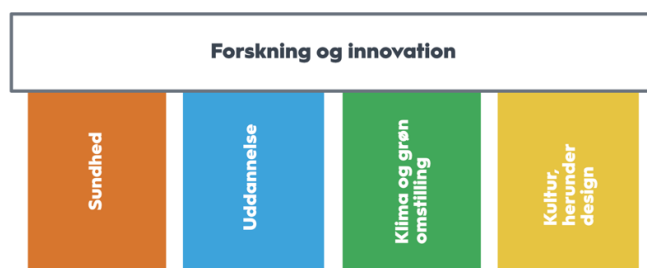 Forskning og innovation
Sundhed
Uddannelse
Klima og grøn
omstilling
Kultur,
herunder
design